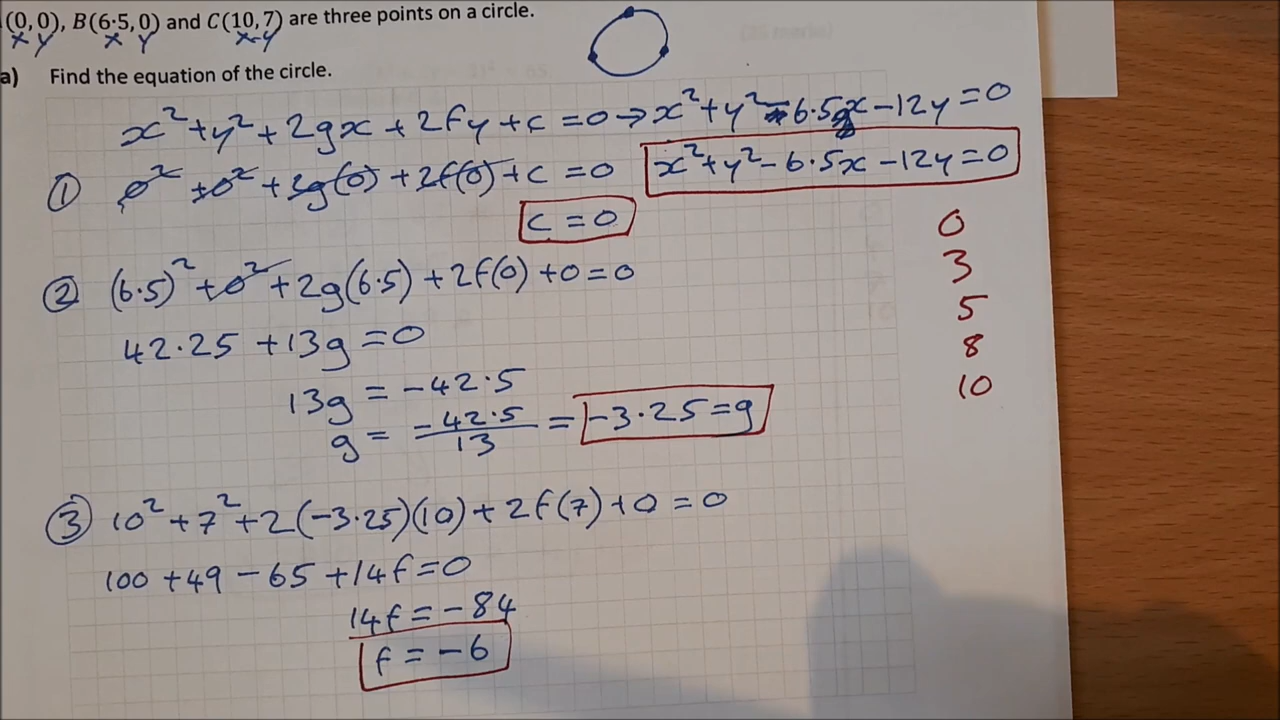 (0, 0), B(6·5, 0) and C(10, 7) are three points on a circle.
x y x y x y
a) Find the equation of the circle.
x² + y² + 2gx + 2fy + c = 0 → x² + y² - 6.5x - 12y = 0
① 0² + 0² + 2g(0) + 2f(0) + c = 0
x² + y² - 6·5x - 12y = 0
c = 0
② (6·5)² + 0² + 2g(6·5) + 2f(0) + 0 = 0
42·25 + 13g = 0
13g = -42·5
g = -42·5/13 = -3·25 = g
③ 10² + 7² + 2(-3·25)(10) + 2f(7) + 0 = 0
100 + 49 - 65 + 14f = 0
14f = -84
f = -6
0
3
5
8
10